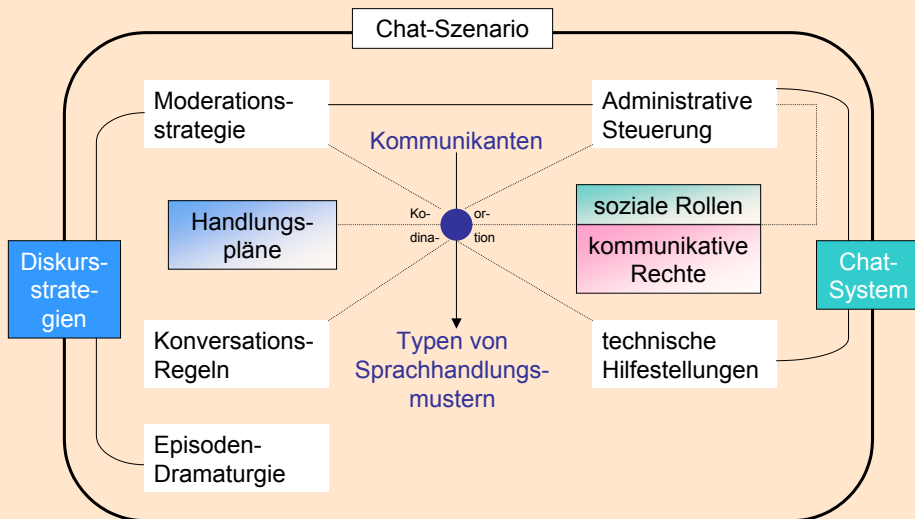 Chat-Szenario
Moderations-
strategie
Administrative
Steuerung
Kommunikanten
Handlungs-
pläne
Ko-
or-
dina-
tion
soziale Rollen
kommunikative
Rechte
Diskurs-
strate-
gien
Chat-
System
Konversations-
Regeln
Typen von
Sprachhandlungs-
mustern
technische
Hilfestellungen
Episoden-
Dramaturgie